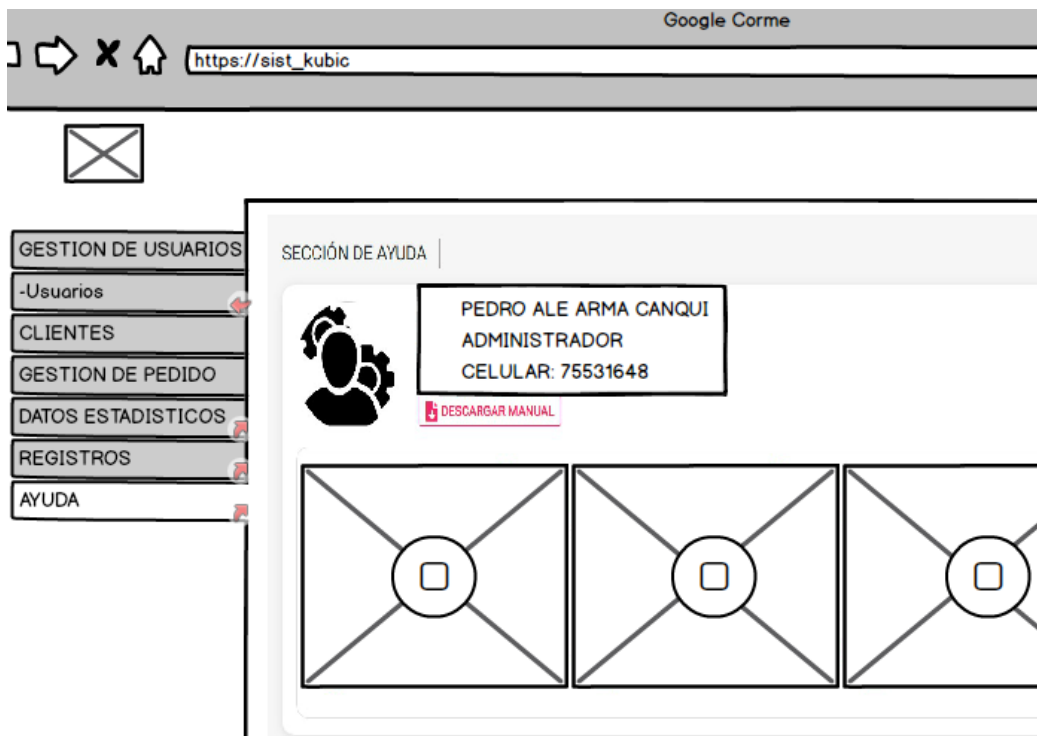 Google Corme
https://sist_kubic
GESTION DE USUARIOS
-Usuarios
CLIENTES
GESTION DE PEDIDO
DATOS ESTADISTICOS
REGISTROS
AYUDA
SECCIÓN DE AYUDA
PEDRO ALE ARMA CANQUI
ADMINISTRADOR
CELULAR: 75531648
DESCARGAR MANUAL